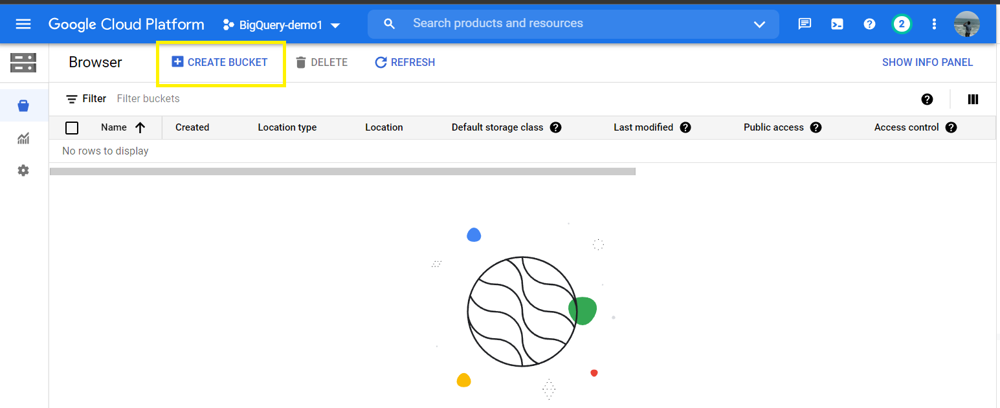 Google Cloud Platform BigQuery-demo1 Search products and resources 2
Browser CREATE BUCKET DELETE REFRESH SHOW INFO PANEL
Filter Filter buckets
Name Created Location type Location Default storage class Last modified Public access Access control
No rows to display